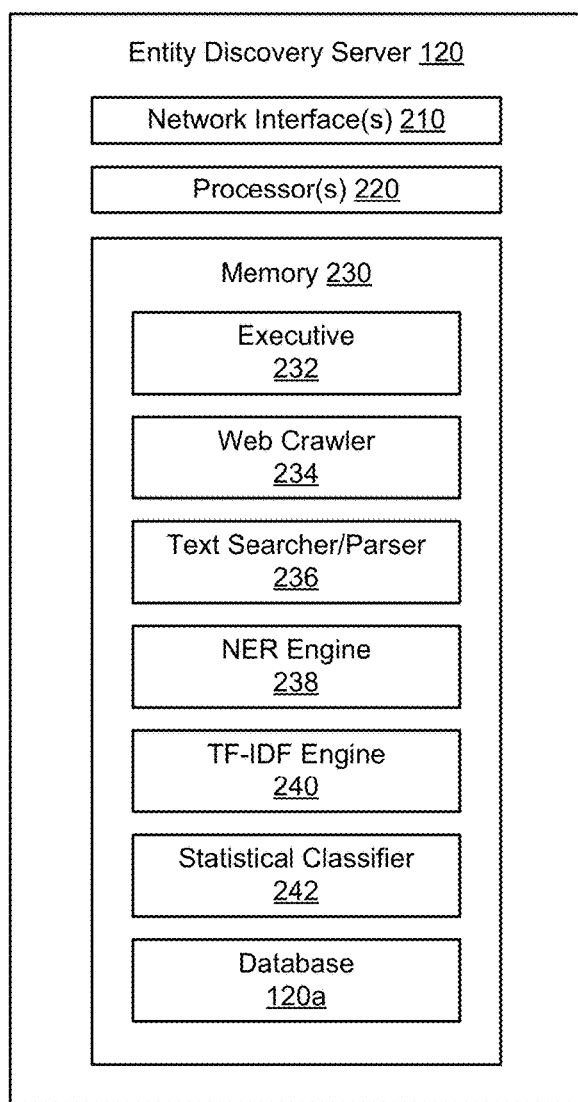 Entity Discovery Server 120
Network Interface(s) 210
Processor(s) 220
Memory 230
Executive
232
Web Crawler
234
Text Searcher/Parser
236
NER Engine
238
TF-IDF Engine
240
Statistical Classifier
242
Database
120a